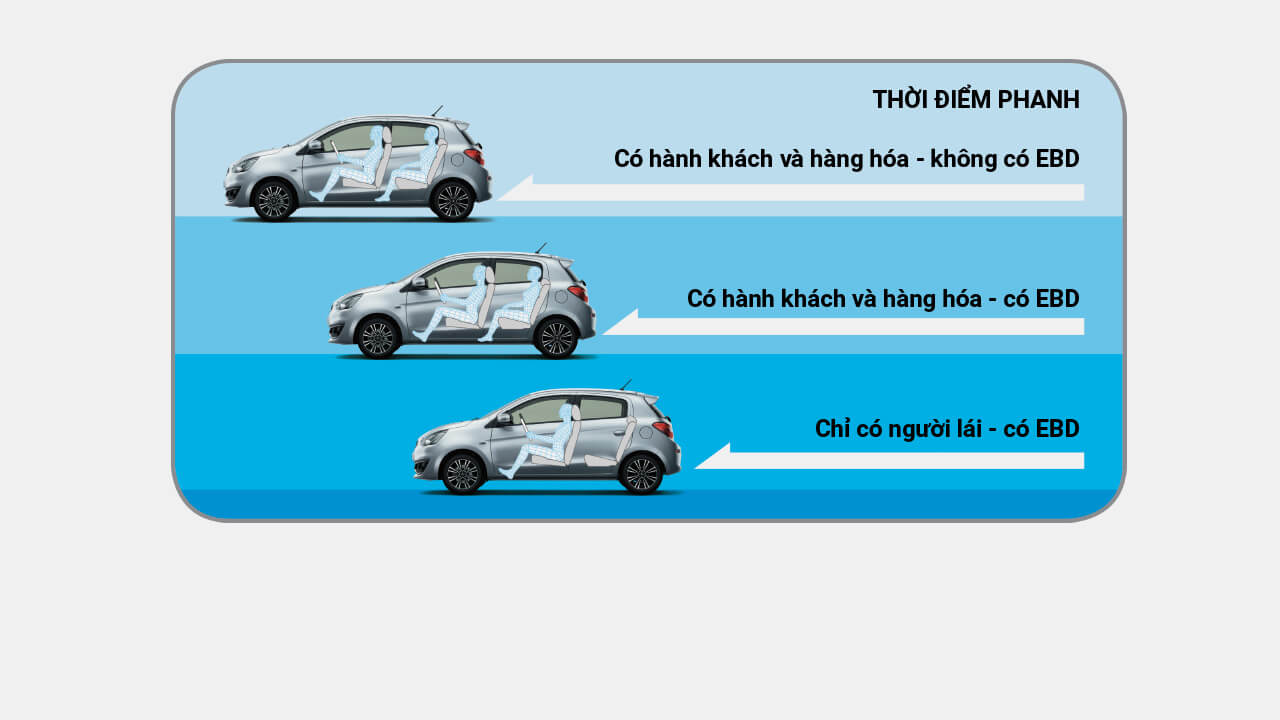 THỜI ĐIỂM PHANH
Có hành khách và hàng hóa - không có EBD
Có hành khách và hàng hóa - có EBD
Chỉ có người lái - có EBD